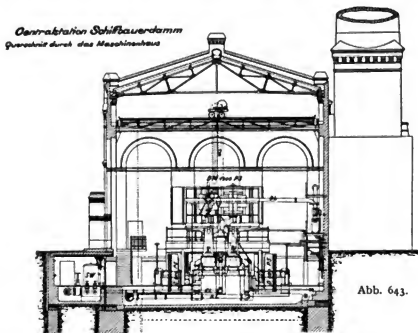 Centralstation Schiffbauerdamm
Querschnitt durch das Maschinenhaus
Abb. 643.